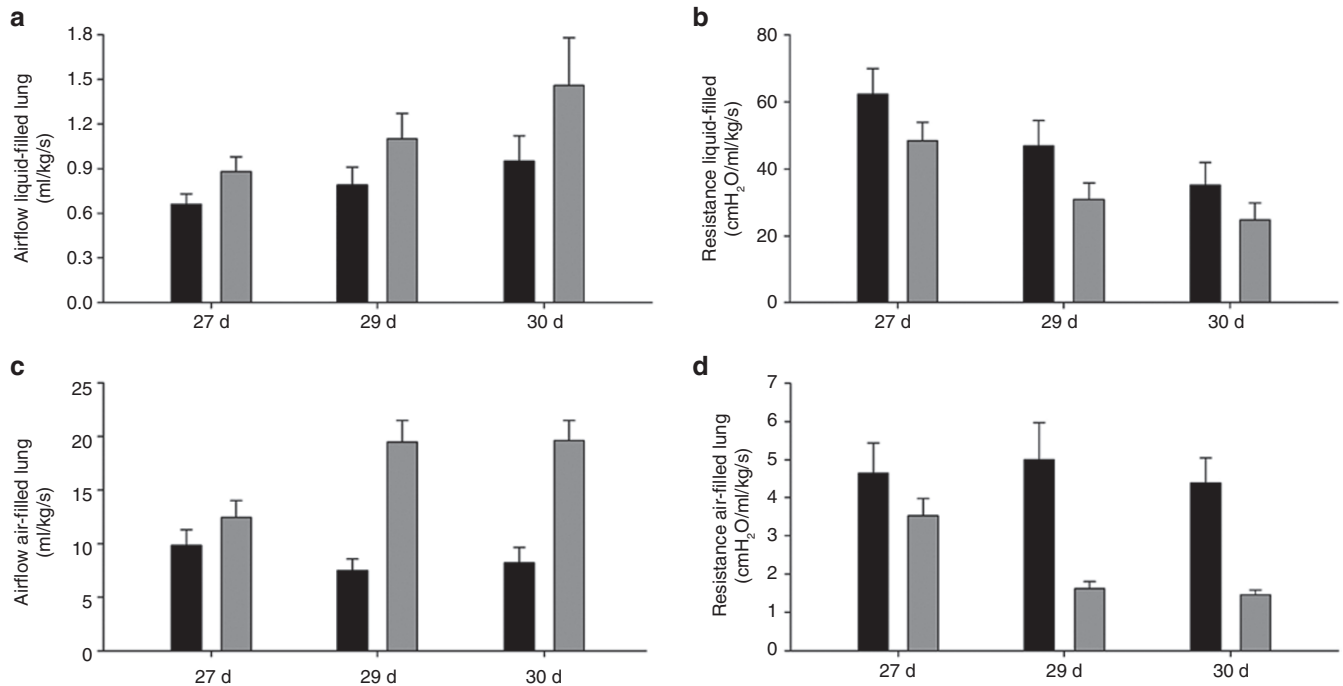 a
Airflow liquid-filled lung
(ml/kg/s)
1.8
1.5
1.2
0.9
0.6
0.3
0.0
27 d
29 d
30 d
b
Resistance liquid-filled
(cmH₂O/ml/kg/s)
80
60
40
20
0
27 d
29 d
30 d
c
Airflow air-filled lung
(ml/kg/s)
25
20
15
10
5
0
27 d
29 d
30 d
d
Resistance air-filled lung
(cmH₂O/ml/kg/s)
7
6
5
4
3
2
1
0
27 d
29 d
30 d